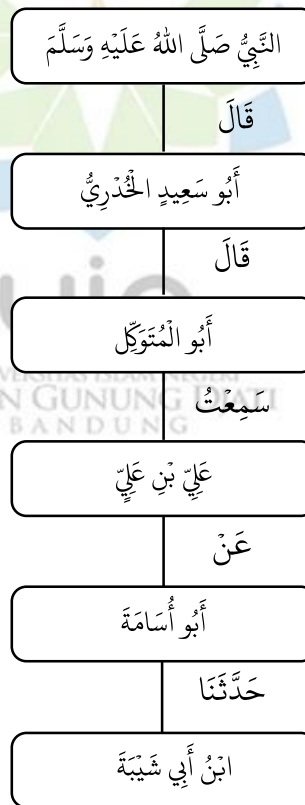 النَّبِيُّ صَلَّى اللهُ عَلَيْهِ وَسَلَّمَ
قَالَ
أَبُو سَعِيدٍ الْخُدْرِيُّ
قَالَ
أَبُو الْمُتَوَكِّل
سَمِعْتُ
عَلِيّ بْنِ عَلِيٍّ
عَنْ
أَبُو أُسَامَةَ
حَدَّثَنَا
ابْنُ أَبِي شَيْبَةَ